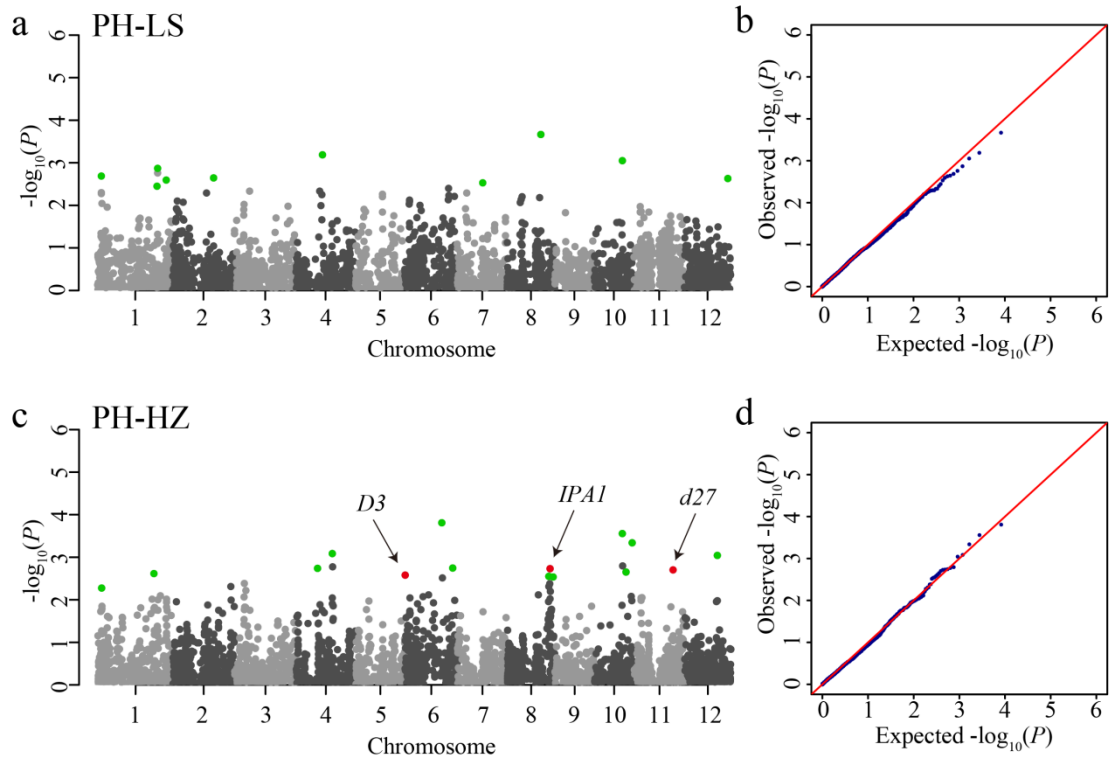 a PH-LS
-log10(P)
0 1 2 3 4 5 6
1 2 3 4 5 6 7 8 9 10 11 12
Chromosome
b
Observed -log10(P)
0 1 2 3 4 5 6
0 1 2 3 4 5 6
Expected -log10(P)
c PH-HZ
-log10(P)
0 1 2 3 4 5 6
D3 IPA1 d27
1 2 3 4 5 6 7 8 9 10 11 12
Chromosome
d
Observed -log10(P)
0 1 2 3 4 5 6
0 1 2 3 4 5 6
Expected -log10(P)